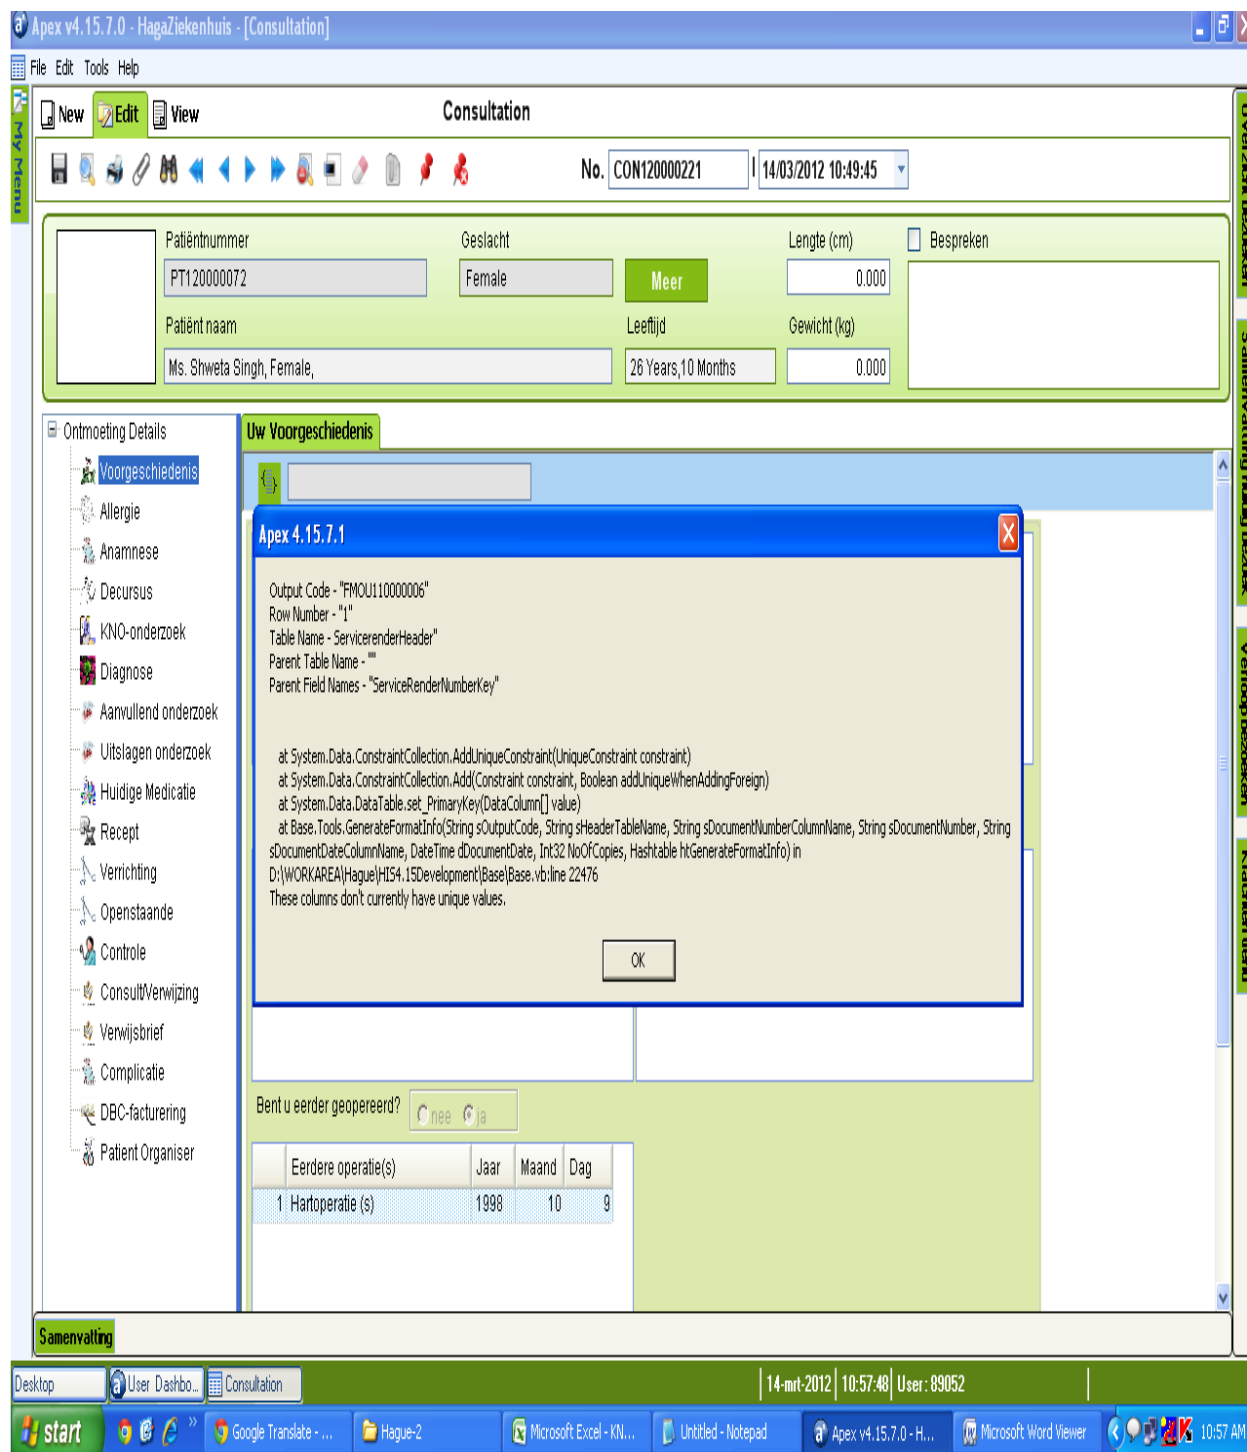 Apex v4.15.7.0 - HagaZiekenhuis - [Consultation]
File Edit Tools Help
My Menu
New Edit View Consultation
No. CON120000221 14/03/2012 10:49:45
Patiëntnummer Geslacht Lengte (cm) Bespreken
PT120000072 Female Meer 0.000
Patiënt naam Leeftijd Gewicht (kg)
Ms. Shweta Singh, Female, 26 Years,10 Months 0.000
Ontmoeting Details
Voorgeschiedenis
Allergie
Anamnese
Decursus
KNO-onderzoek
Diagnose
Aanvullend onderzoek
Uitslagen onderzoek
Huidige Medicatie
Recept
Verrichting
Openstaande
Controle
Consult/Verwijzing
Verwijsbrief
Complicatie
DBC-facturering
Patient Organiser
Uw Voorgeschiedenis
Apex 4.15.7.1
Output Code - "FMOU110000006"
Row Number - "1"
Table Name - ServicerenderHeader"
Parent Table Name - ""
Parent Field Names - "ServiceRenderNumberKey"
at System.Data.ConstraintCollection.AddUniqueConstraint(UniqueConstraint constraint)
at System.Data.ConstraintCollection.Add(Constraint constraint, Boolean addUniqueWhenAddingForeign)
at System.Data.DataTable.set_PrimaryKey(DataColumn[] value)
at Base.Tools.GenerateFormatInfo(String sOutputCode, String sHeaderTableName, String sDocumentNumberColumnName, String sDocumentNumber, String
sDocumentDateColumnName, DateTime dDocumentDate, Int32 NoOfCopies, Hashtable htGenerateFormatInfo) in
D:\WORKAREA\Hague\HIS4.15Development\Base\Base.vb:line 22476
These columns don't currently have unique values.
OK
Bent u eerder geopereerd? nee ja
Eerdere operatie(s) Jaar Maand Dag
1 Hartoperatie (s) 1998 10 9
Samenvatting
Desktop User Dashbo... Consultation 14-mrt-2012 10:57:48 User: 89052
start Google Translate - ... Hague-2 Microsoft Excel - KN... Untitled - Notepad Apex v4.15.7.0 - H... Microsoft Word Viewer 10:57 AM